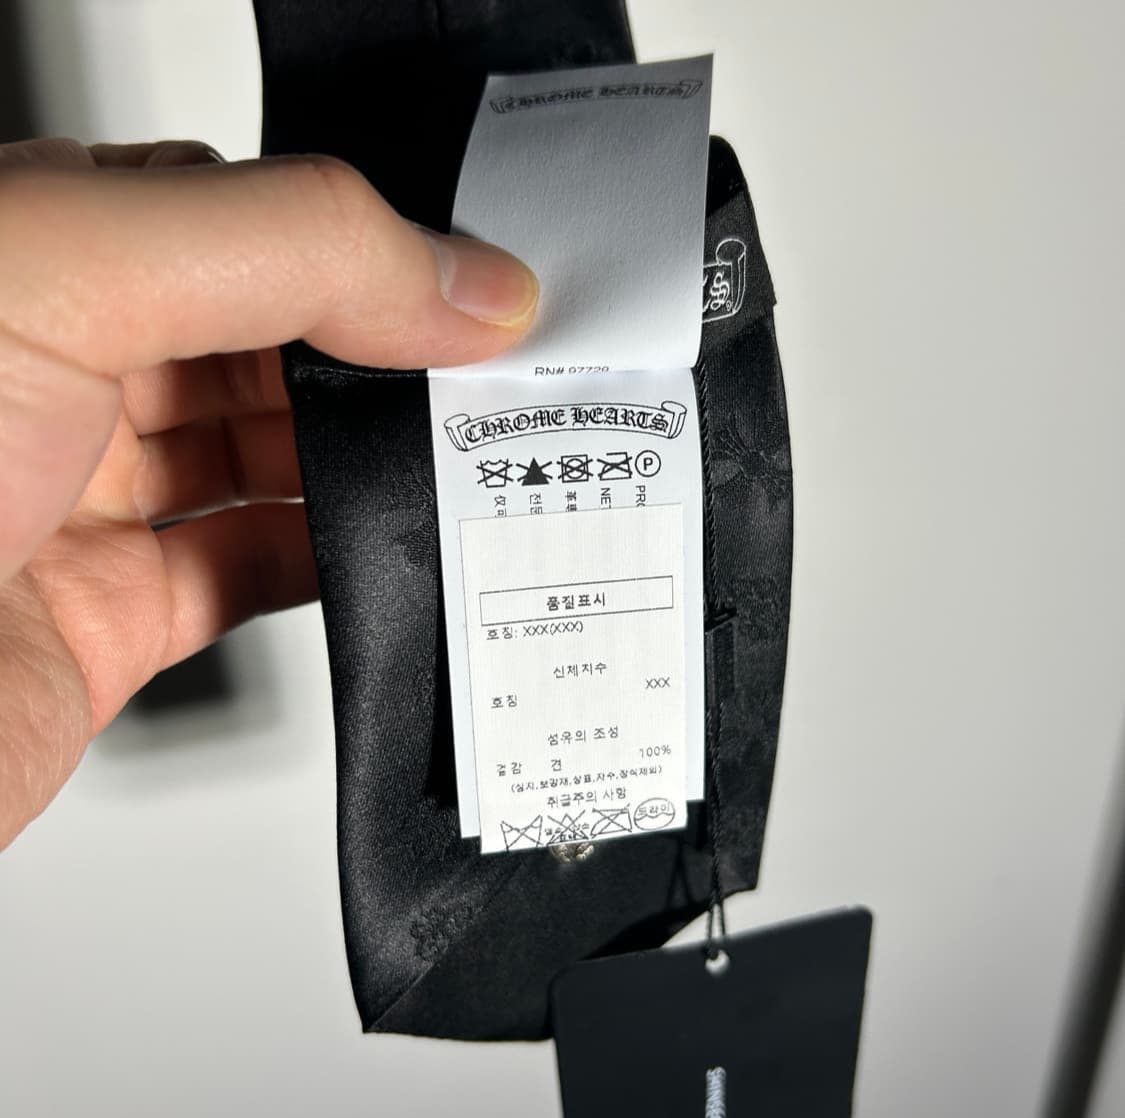 CHROME HEARTS
RN# 97729
CHROME HEARTS
P
품질표시
호칭: XXX(XXX)
신체치수
XXX
호칭
섬유의 조성
겉감 견 100%
(심지,보강재,상표,자수,장식제외)
취급주의 사항
드라이